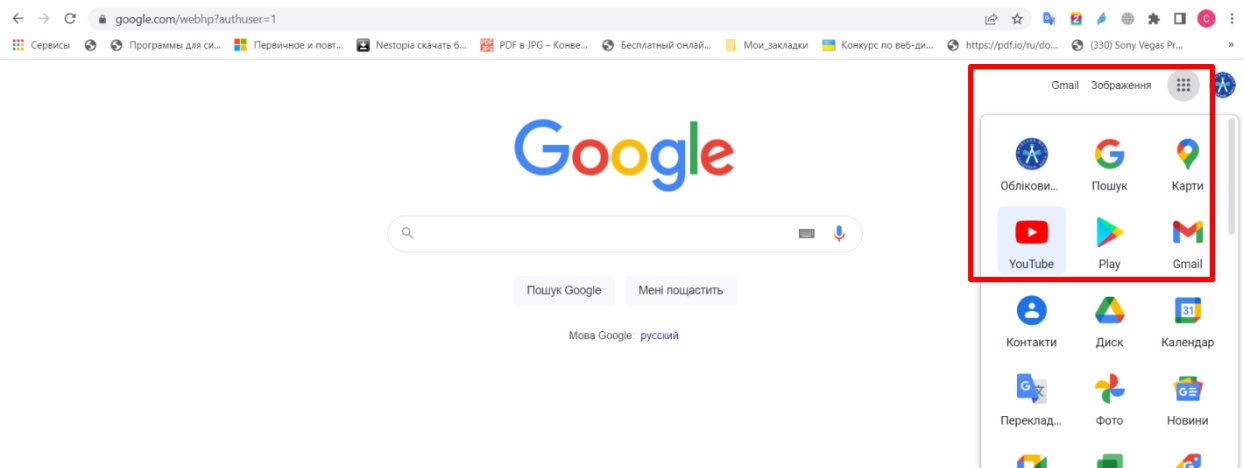 google.com/webhp?authuser=1
Сервисы Программы для си... Первичное и повт... Nestopia скачать б... PDF в JPG – Конве... Бесплатный онлай... Мои_закладки Конкурс по веб-ди... https://pdf.io/ru/do... (330) Sony Vegas Pr... »
Gmail Зображення
Google
Облікови... Пошук Карти
YouTube Play Gmail
Пошук Google Мені пощастить
Мова Google: русский
Контакти Диск Календар
Переклад... Фото Новини